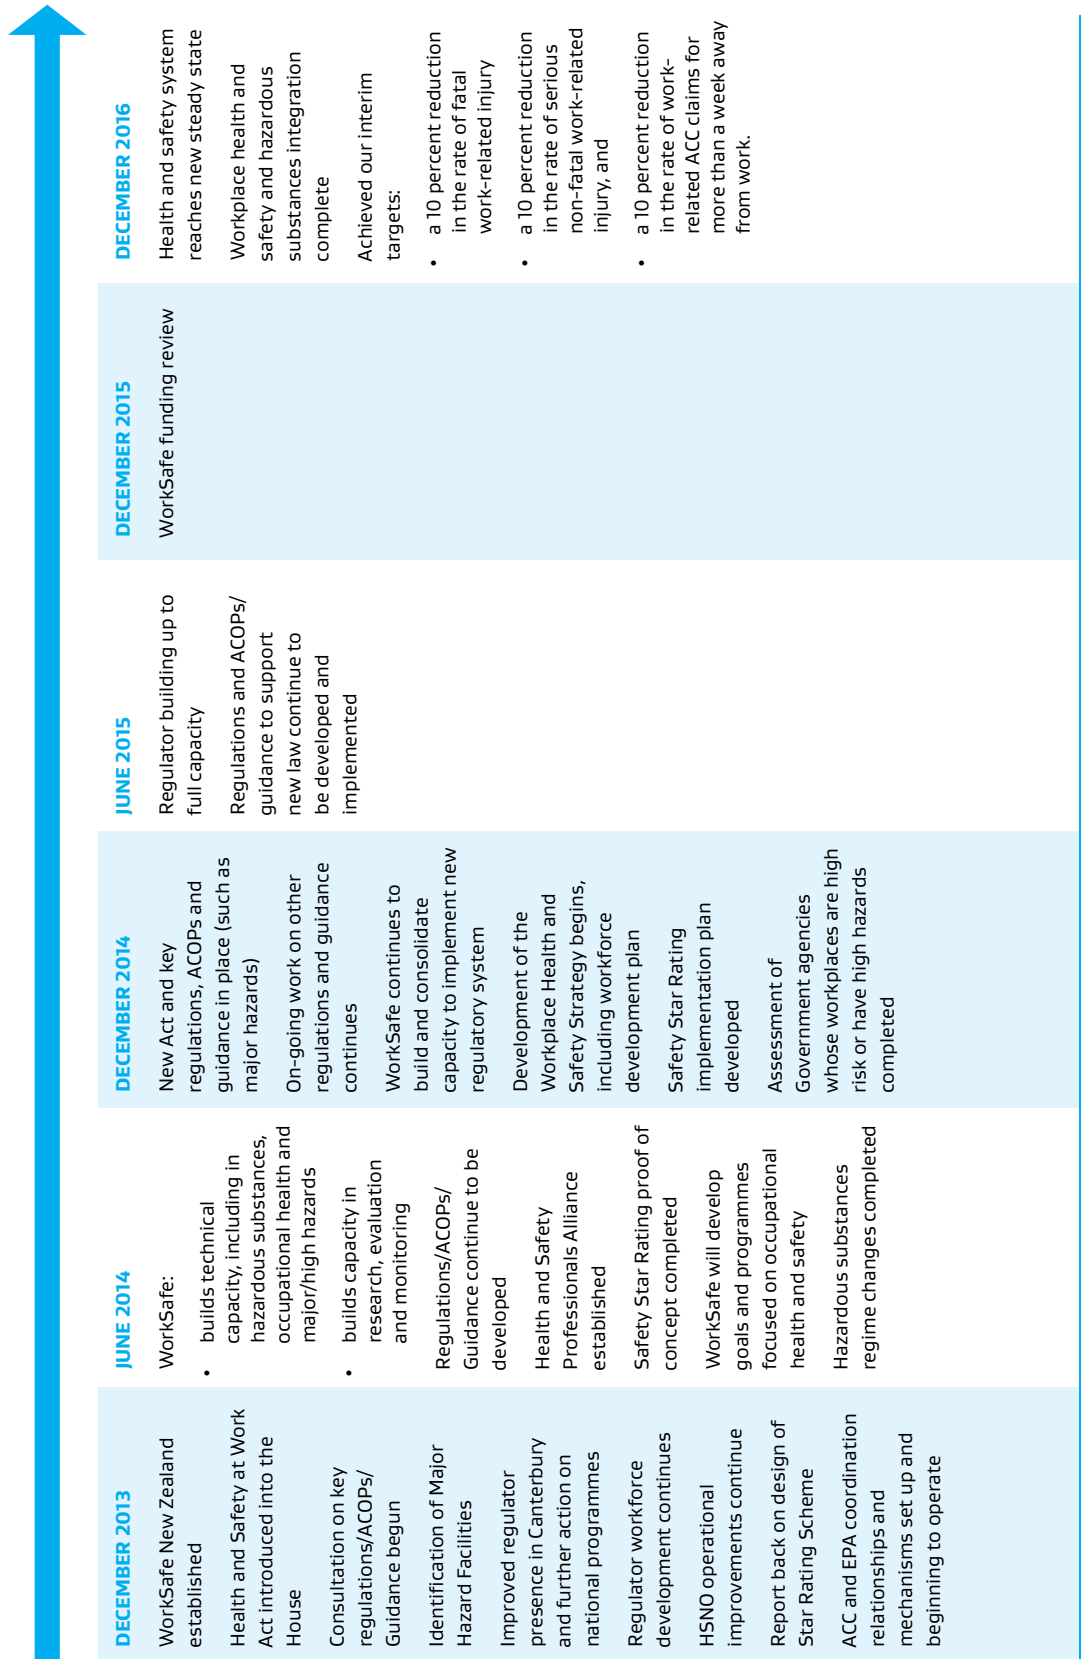 DECEMBER 2013
WorkSafe New Zealand
established
Health and Safety at Work
Act introduced into the
House
Consultation on key
regulations/ACOPs/
Guidance begun
Identification of Major
Hazard Facilities
Improved regulator
presence in Canterbury
and further action on
national programmes
Regulator workforce
development continues
HSNO operational
improvements continue
Report back on design of
Star Rating Scheme
ACC and EPA coordination
relationships and
mechanisms set up and
beginning to operate
JUNE 2014
WorkSafe:
• builds technical
capacity, including in
hazardous substances,
occupational health and
major/high hazards
• builds capacity in
research, evaluation
and monitoring
Regulations/ACOPs/
Guidance continue to be
developed
Health and Safety
Professionals Alliance
established
Safety Star Rating proof of
concept completed
WorkSafe will develop
goals and programmes
focused on occupational
health and safety
Hazardous substances
regime changes completed
DECEMBER 2014
New Act and key
regulations, ACOPs and
guidance in place (such as
major hazards)
On-going work on other
regulations and guidance
continues
WorkSafe continues to
build and consolidate
capacity to implement new
regulatory system
Development of the
Workplace Health and
Safety Strategy begins,
including workforce
development plan
Safety Star Rating
implementation plan
developed
Assessment of
Government agencies
whose workplaces are high
risk or have high hazards
completed
JUNE 2015
Regulator building up to
full capacity
Regulations and ACOPs/
guidance to support
new law continue to
be developed and
implemented
DECEMBER 2015
WorkSafe funding review
DECEMBER 2016
Health and safety system
reaches new steady state
Workplace health and
safety and hazardous
substances integration
complete
Achieved our interim
targets:
• a 10 percent reduction
in the rate of fatal
work-related injury
• a 10 percent reduction
in the rate of serious
non-fatal work-related
injury, and
• a 10 percent reduction
in the rate of work-
related ACC claims for
more than a week away
from work.